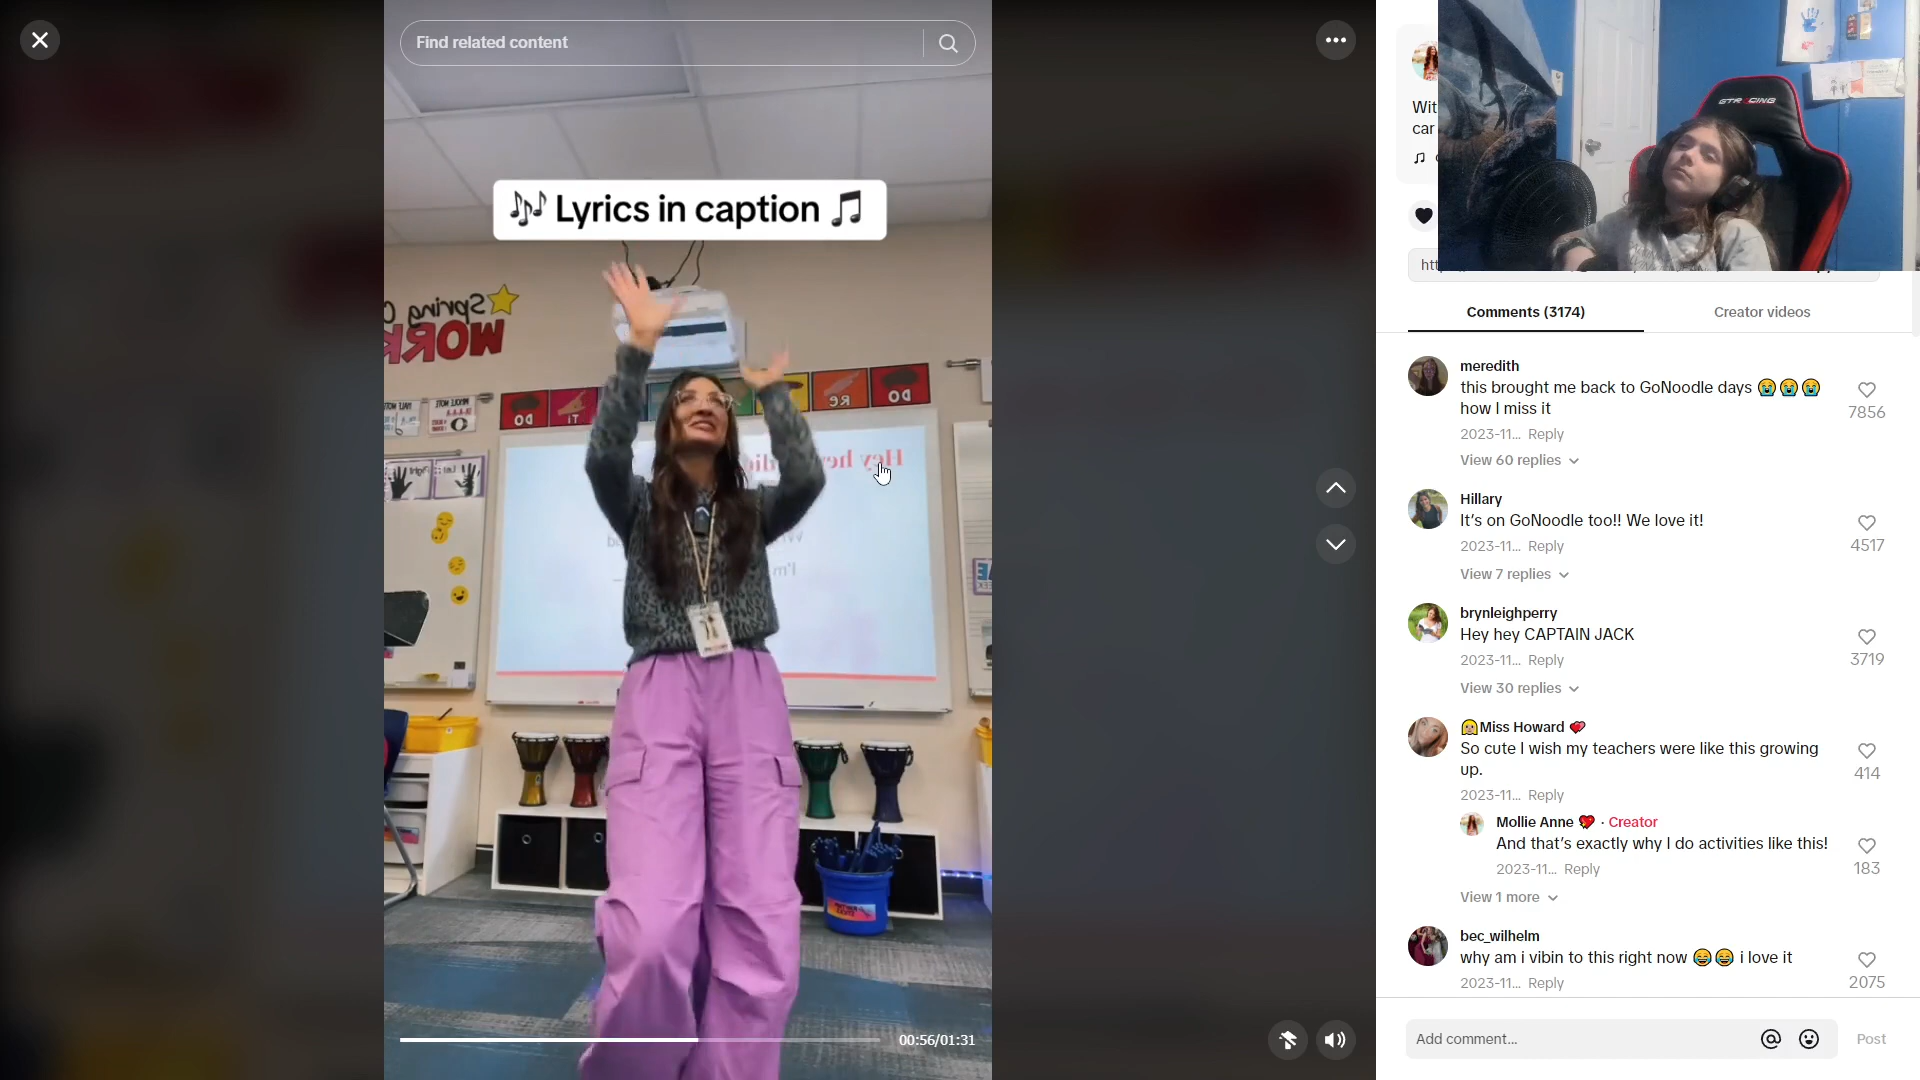 Find related content
🎶 Lyrics in caption 🎵
Spring C
WORK
DO
TI
RE
DO
Hey he
I'm
00:56/01:31
GTRACING
Wit
car
htt
Comments (3174)
Creator videos
meredith
this brought me back to GoNoodle days 😭😭😭
how I miss it
7856
2023-11... Reply
View 60 replies
Hillary
It's on GoNoodle too!! We love it!
4517
2023-11... Reply
View 7 replies
brynleighperry
Hey hey CAPTAIN JACK
3719
2023-11... Reply
View 30 replies
Miss Howard 💞
So cute I wish my teachers were like this growing
up.
414
2023-11... Reply
Mollie Anne 💖 · Creator
And that's exactly why I do activities like this!
183
2023-11... Reply
View 1 more
bec_wilhelm
why am i vibin to this right now 😂😂 i love it
2075
2023-11... Reply
Add comment...
Post